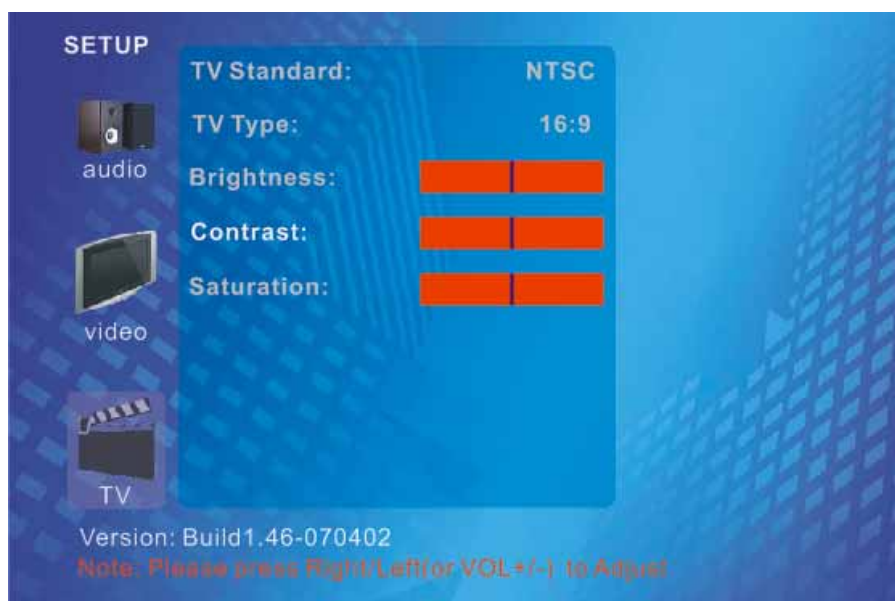 SETUP
TV Standard: NTSC
TV Type: 16:9
audio
Brightness:
Contrast:
Saturation:
video
TV
Version: Build1.46-070402
Note: Please press Right/Left(or VOL+/-) to Adjust